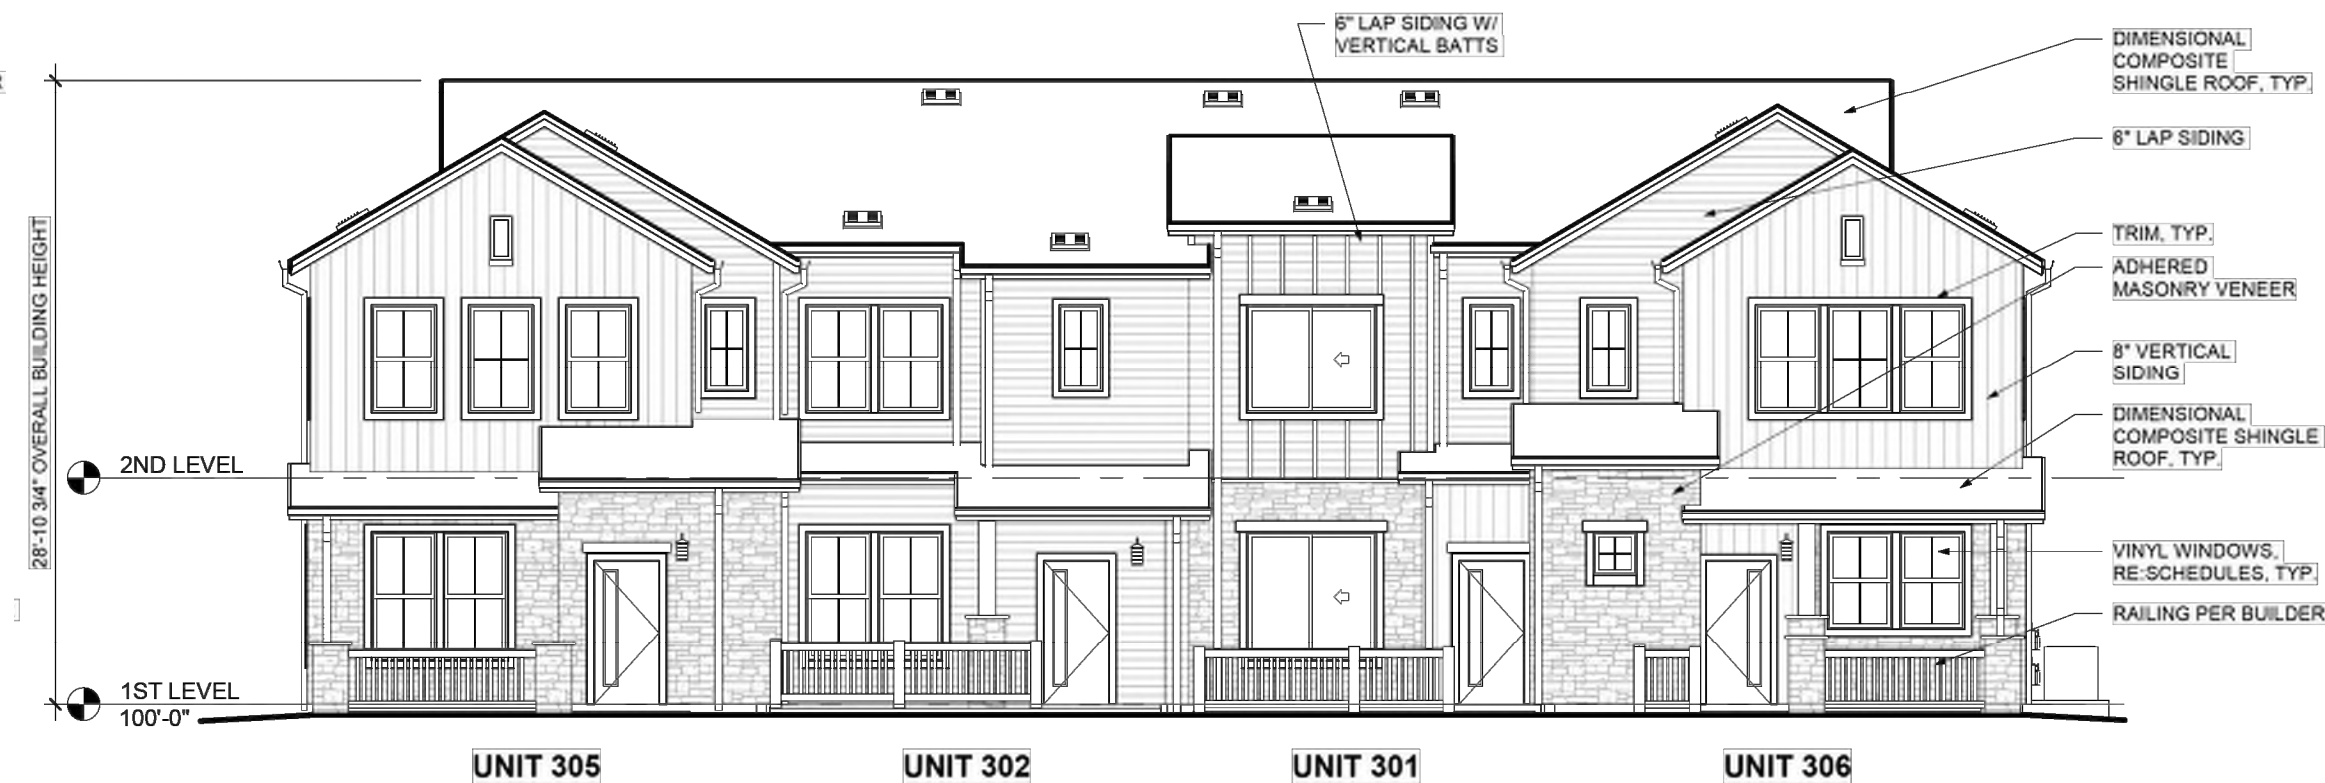 6" LAP SIDING W/
VERTICAL BATTS
DIMENSIONAL
COMPOSITE
SHINGLE ROOF, TYP.
6" LAP SIDING
TRIM, TYP.
ADHERED
MASONRY VENEER
8" VERTICAL
SIDING
DIMENSIONAL
COMPOSITE SHINGLE
ROOF, TYP.
VINYL WINDOWS,
RE:SCHEDULES, TYP.
RAILING PER BUILDER
28'-10 3/4" OVERALL BUILDING HEIGHT
2ND LEVEL
1ST LEVEL
100'-0"
UNIT 305
UNIT 302
UNIT 301
UNIT 306